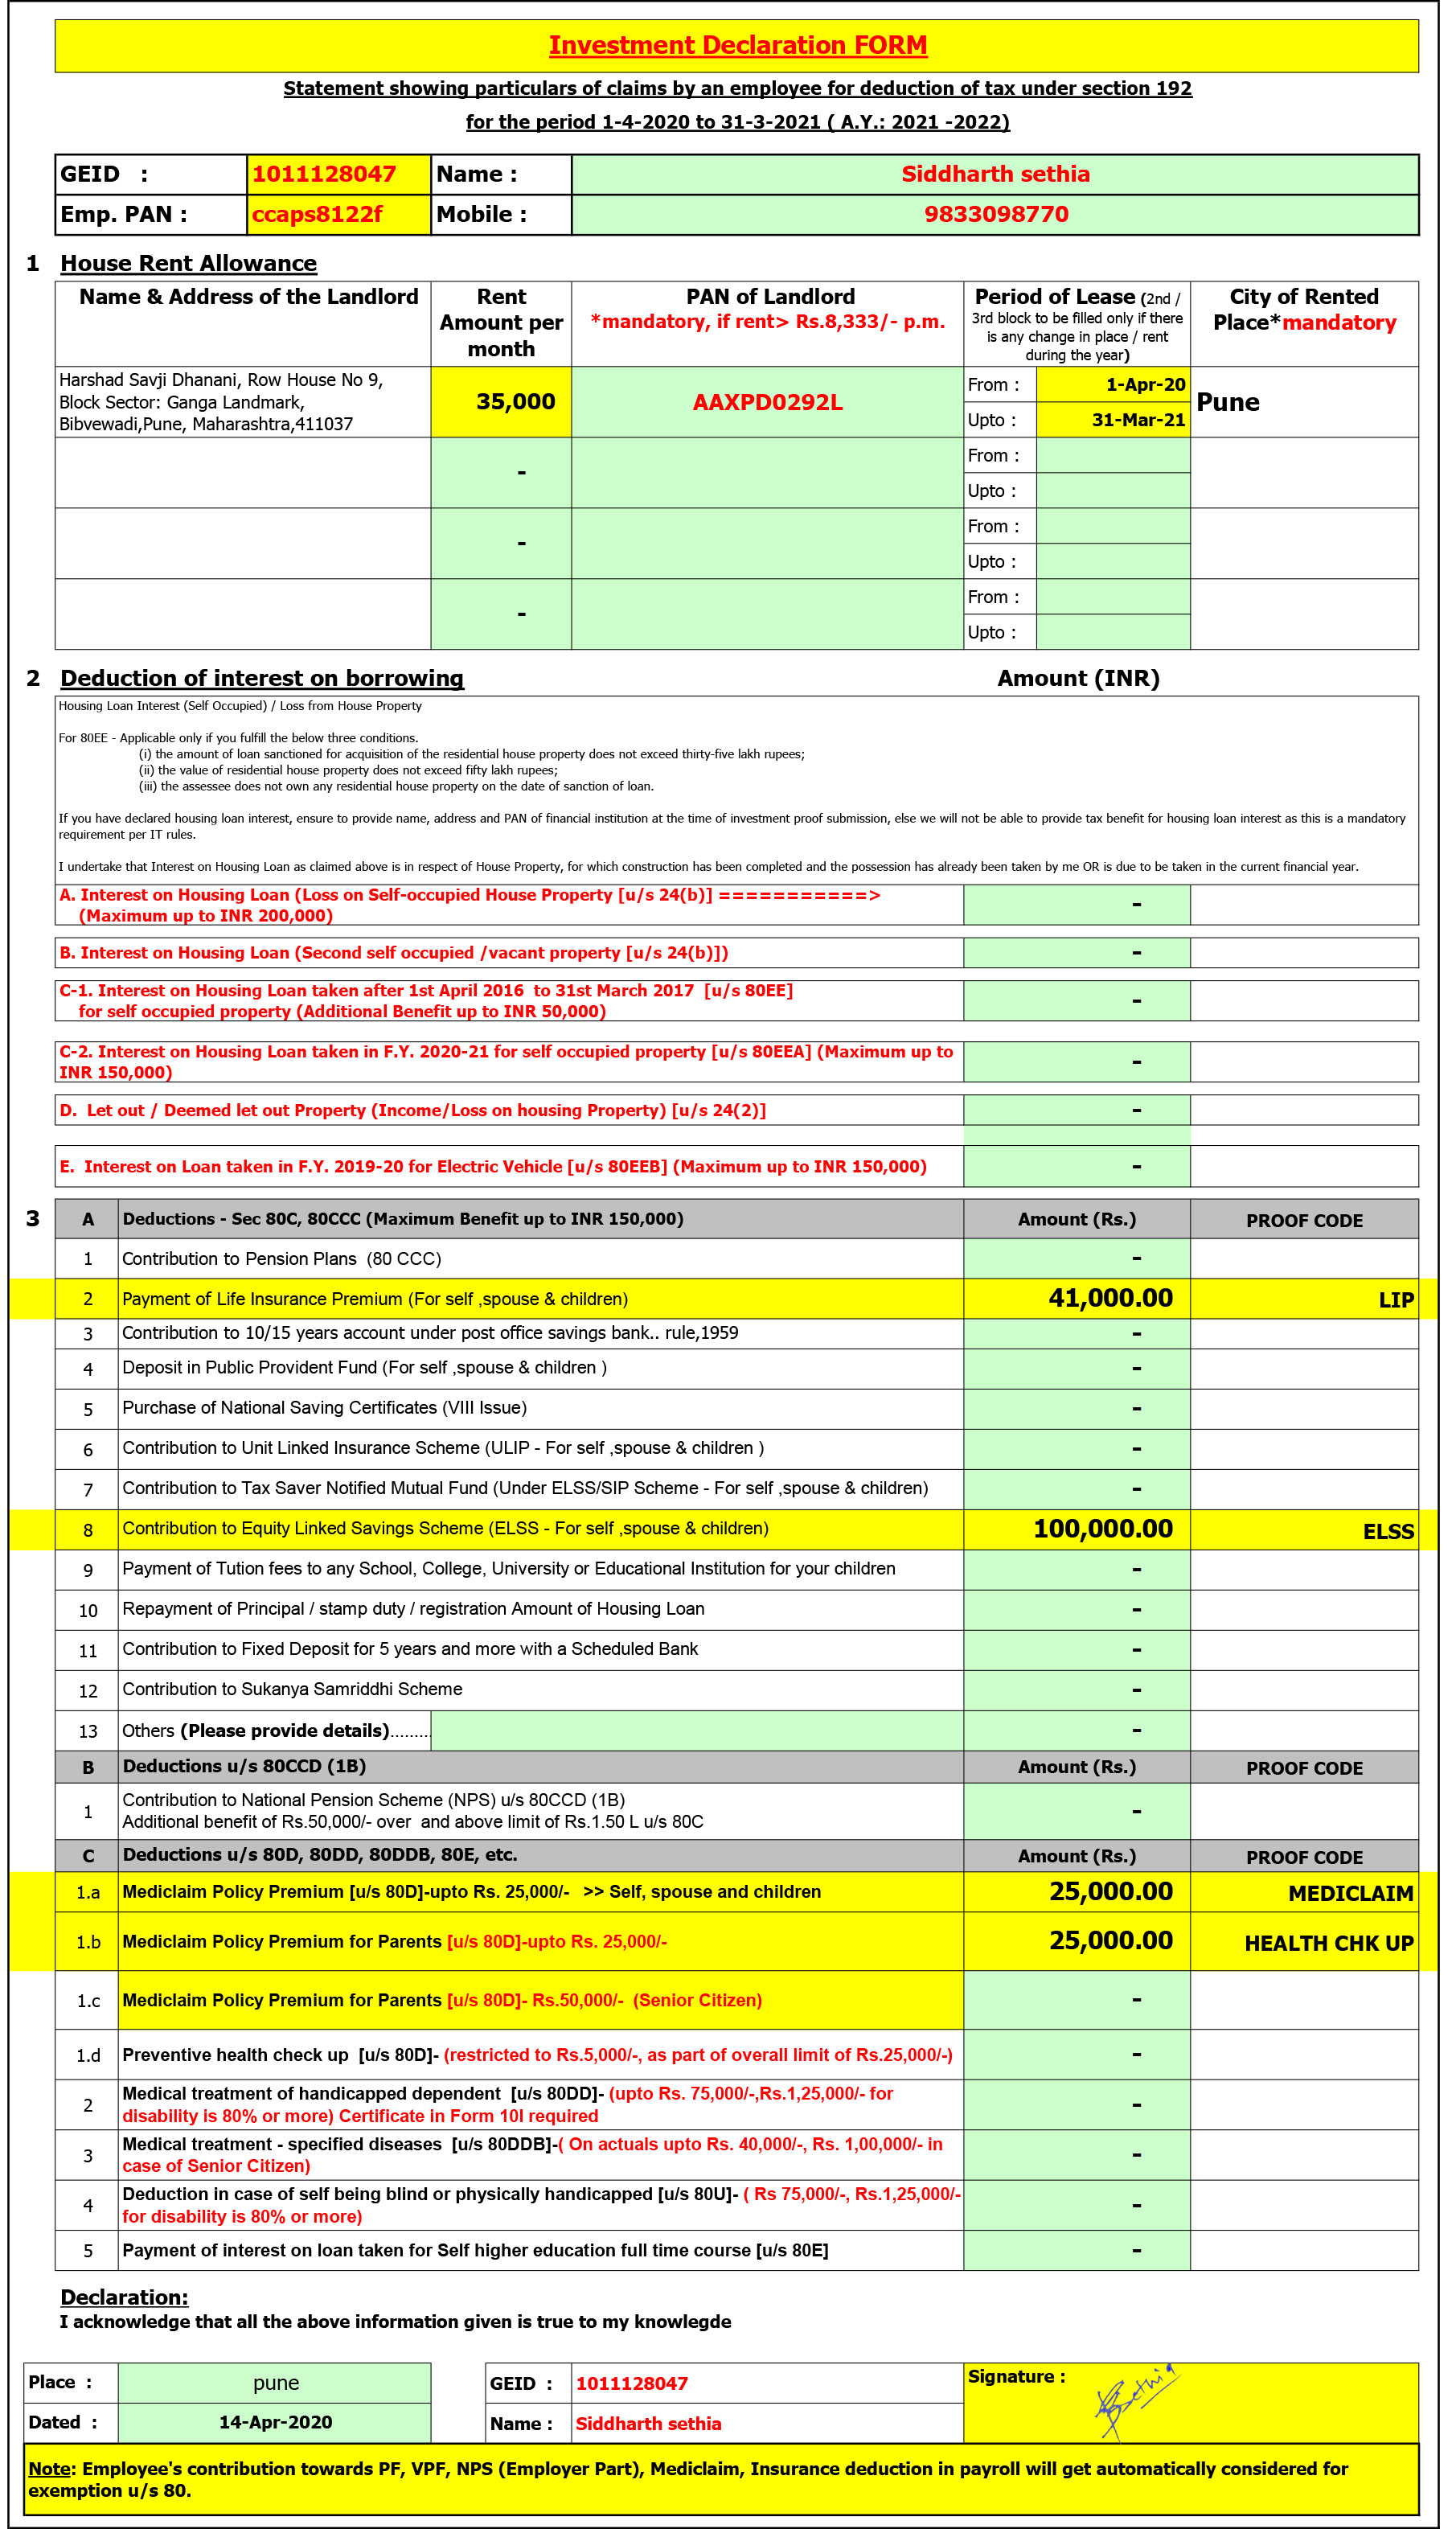 Investment Declaration FORM
Statement showing particulars of claims by an employee for deduction of tax under section 192
for the period 1-4-2020 to 31-3-2021 ( A.Y.: 2021 -2022)
GEID : 1011128047 Name : Siddharth sethia
Emp. PAN : ccaps8122f Mobile : 9833098770
1 House Rent Allowance
Name & Address of the Landlord
Rent Amount per month
PAN of Landlord
*mandatory, if rent> Rs.8,333/- p.m.
Period of Lease (2nd / 3rd block to be filled only if there is any change in place / rent during the year)
City of Rented Place*mandatory
Harshad Savji Dhanani, Row House No 9,
Block Sector: Ganga Landmark,
Bibvewadi,Pune, Maharashtra,411037
35,000
AAXPD0292L
From : 1-Apr-20
Upto : 31-Mar-21
Pune
-
From :
Upto :
-
From :
Upto :
-
From :
Upto :
2 Deduction of interest on borrowing Amount (INR)
Housing Loan Interest (Self Occupied) / Loss from House Property
For 80EE - Applicable only if you fulfill the below three conditions.
(i) the amount of loan sanctioned for acquisition of the residential house property does not exceed thirty-five lakh rupees;
(ii) the value of residential house property does not exceed fifty lakh rupees;
(iii) the assessee does not own any residential house property on the date of sanction of loan.
If you have declared housing loan interest, ensure to provide name, address and PAN of financial institution at the time of investment proof submission, else we will not be able to provide tax benefit for housing loan interest as this is a mandatory
requirement per IT rules.
I undertake that Interest on Housing Loan as claimed above is in respect of House Property, for which construction has been completed and the possession has already been taken by me OR is due to be taken in the current financial year.
A. Interest on Housing Loan (Loss on Self-occupied House Property [u/s 24(b)] ===========> -
(Maximum up to INR 200,000)
B. Interest on Housing Loan (Second self occupied /vacant property [u/s 24(b)]) -
C-1. Interest on Housing Loan taken after 1st April 2016 to 31st March 2017 [u/s 80EE] -
for self occupied property (Additional Benefit up to INR 50,000)
C-2. Interest on Housing Loan taken in F.Y. 2020-21 for self occupied property [u/s 80EEA] (Maximum up to -
INR 150,000)
D. Let out / Deemed let out Property (Income/Loss on housing Property) [u/s 24(2)] -
E. Interest on Loan taken in F.Y. 2019-20 for Electric Vehicle [u/s 80EEB] (Maximum up to INR 150,000) -
3 A Deductions - Sec 80C, 80CCC (Maximum Benefit up to INR 150,000) Amount (Rs.) PROOF CODE
1 Contribution to Pension Plans (80 CCC) -
2 Payment of Life Insurance Premium (For self ,spouse & children) 41,000.00 LIP
3 Contribution to 10/15 years account under post office savings bank.. rule,1959 -
4 Deposit in Public Provident Fund (For self ,spouse & children ) -
5 Purchase of National Saving Certificates (VIII Issue) -
6 Contribution to Unit Linked Insurance Scheme (ULIP - For self ,spouse & children ) -
7 Contribution to Tax Saver Notified Mutual Fund (Under ELSS/SIP Scheme - For self ,spouse & children) -
8 Contribution to Equity Linked Savings Scheme (ELSS - For self ,spouse & children) 100,000.00 ELSS
9 Payment of Tution fees to any School, College, University or Educational Institution for your children -
10 Repayment of Principal / stamp duty / registration Amount of Housing Loan -
11 Contribution to Fixed Deposit for 5 years and more with a Scheduled Bank -
12 Contribution to Sukanya Samriddhi Scheme -
13 Others (Please provide details)......... -
B Deductions u/s 80CCD (1B) Amount (Rs.) PROOF CODE
1 Contribution to National Pension Scheme (NPS) u/s 80CCD (1B) -
Additional benefit of Rs.50,000/- over and above limit of Rs.1.50 L u/s 80C
C Deductions u/s 80D, 80DD, 80DDB, 80E, etc. Amount (Rs.) PROOF CODE
1.a Mediclaim Policy Premium [u/s 80D]-upto Rs. 25,000/- >> Self, spouse and children 25,000.00 MEDICLAIM
1.b Mediclaim Policy Premium for Parents [u/s 80D]-upto Rs. 25,000/- 25,000.00 HEALTH CHK UP
1.c Mediclaim Policy Premium for Parents [u/s 80D]- Rs.50,000/- (Senior Citizen) -
1.d Preventive health check up [u/s 80D]- (restricted to Rs.5,000/-, as part of overall limit of Rs.25,000/-) -
2 Medical treatment of handicapped dependent [u/s 80DD]- (upto Rs. 75,000/-,Rs.1,25,000/- for -
disability is 80% or more) Certificate in Form 10I required
3 Medical treatment - specified diseases [u/s 80DDB]-( On actuals upto Rs. 40,000/-, Rs. 1,00,000/- in -
case of Senior Citizen)
4 Deduction in case of self being blind or physically handicapped [u/s 80U]- ( Rs 75,000/-, Rs.1,25,000/- -
for disability is 80% or more)
5 Payment of interest on loan taken for Self higher education full time course [u/s 80E] -
Declaration:
I acknowledge that all the above information given is true to my knowlegde
Place : pune GEID : 1011128047 Signature :
Sethia
Dated : 14-Apr-2020 Name : Siddharth sethia
Note: Employee's contribution towards PF, VPF, NPS (Employer Part), Mediclaim, Insurance deduction in payroll will get automatically considered for
exemption u/s 80.